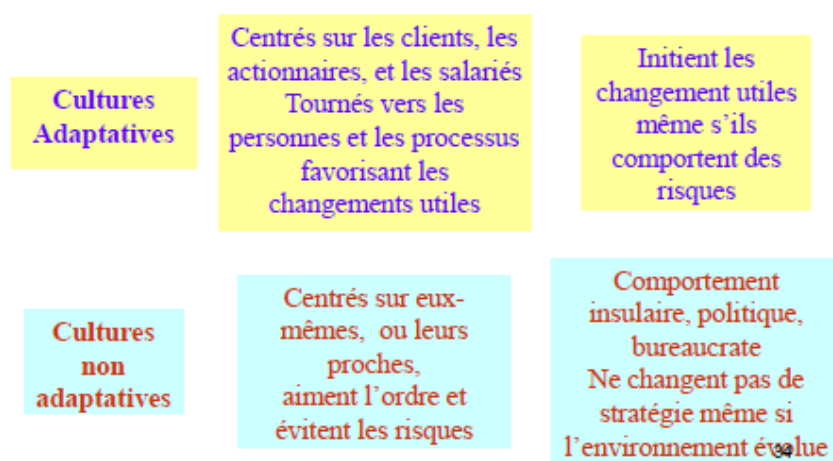 Cultures
Adaptatives
Centrés sur les clients, les
actionnaires, et les salariés
Tournés vers les
personnes et les processus
favorisant les
changements utiles
Initient les
changement utiles
même s’ils
comportent des
risques
Cultures
non
adaptatives
Centrés sur eux-
mêmes, ou leurs
proches,
aiment l’ordre et
évitent les risques
Comportement
insulaire, politique,
bureaucrate
Ne changent pas de
stratégie même si
l’environnement évolue
34